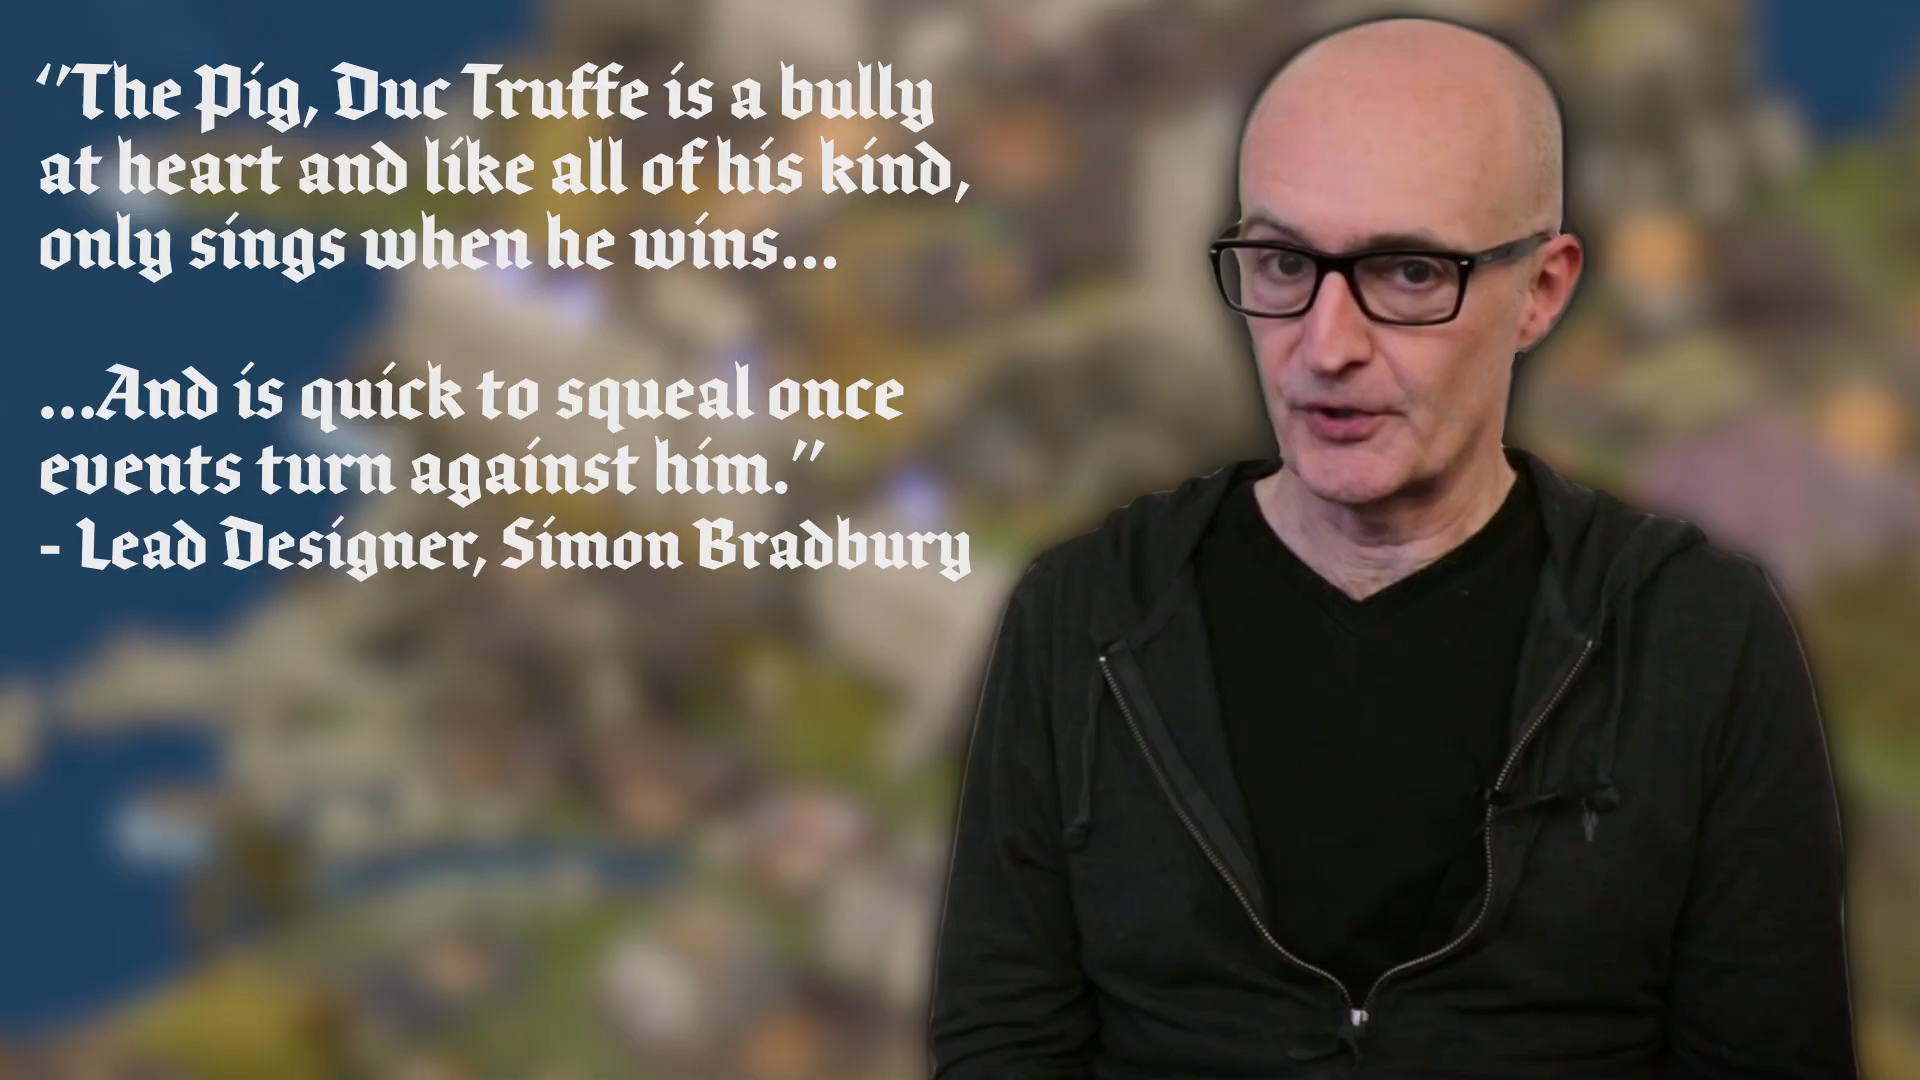 "The Pig, Duc Truffe is a bully
at heart and like all of his kind,
only sings when he wins...
...And is quick to squeal once
events turn against him."
- Lead Designer, Simon Bradbury